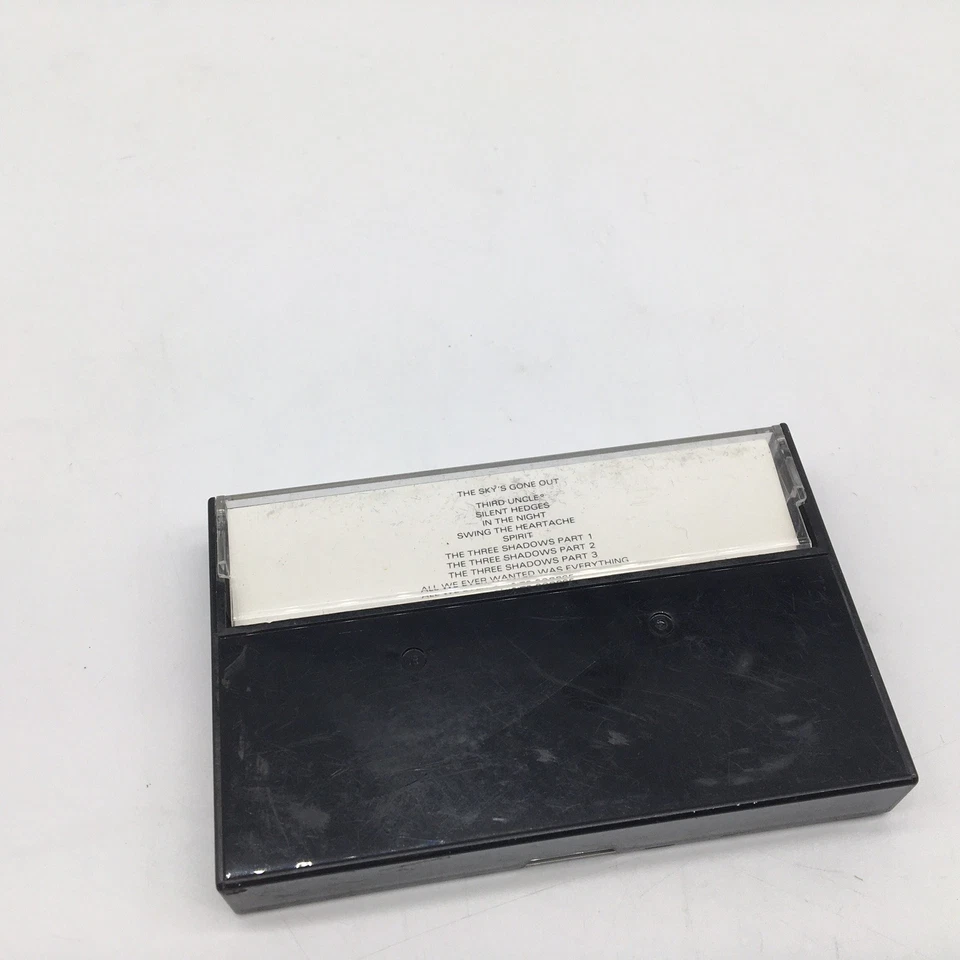 THE SKY'S GONE OUT
THIRD UNCLE*
SILENT HEDGES
IN THE NIGHT
SWING THE HEARTACHE
SPIRIT
THE THREE SHADOWS PART 1
THE THREE SHADOWS PART 2
THE THREE SHADOWS PART 3
ALL WE EVER WANTED WAS EVERYTHING